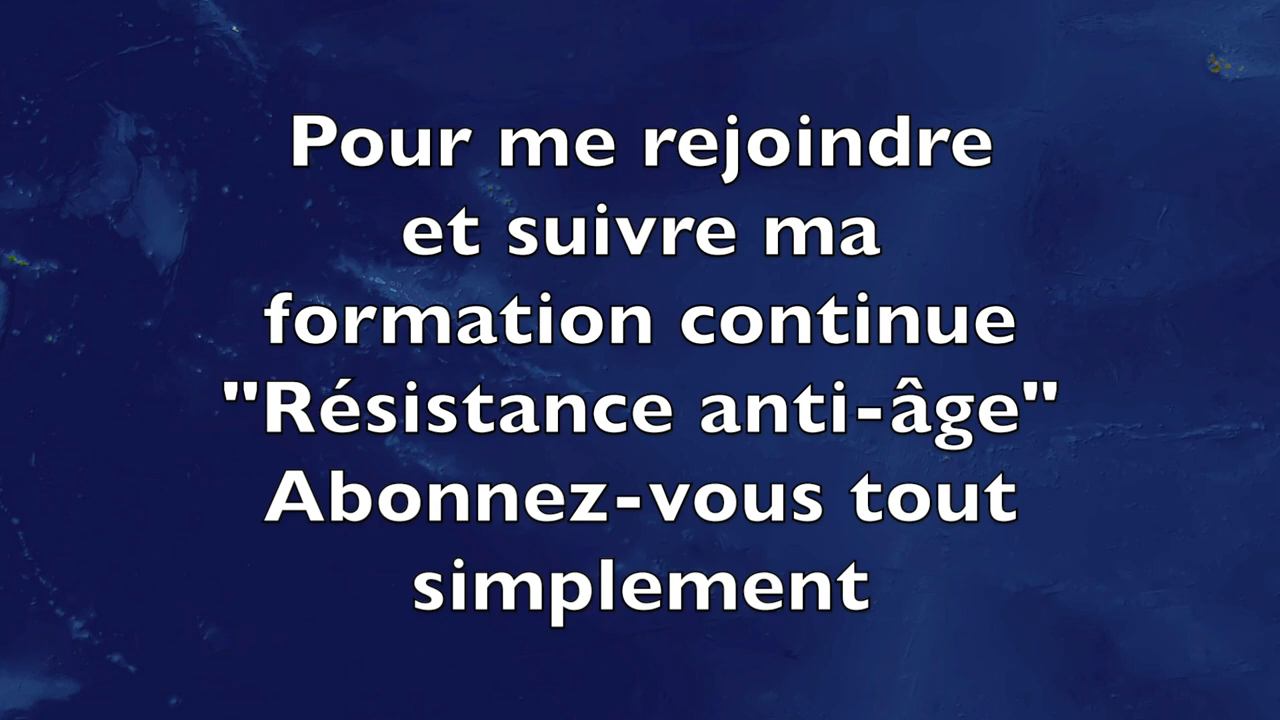 Pour me rejoindre
et suivre ma
formation continue
"Résistance anti-âge"
Abonnez-vous tout
simplement